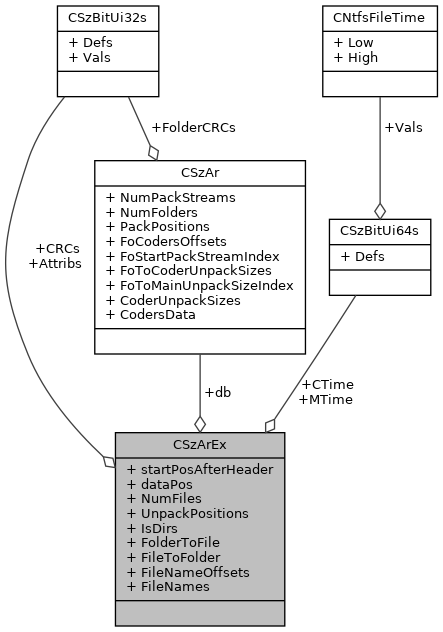 CSzBitUi32s
+ Defs
+ Vals
CNtfsFileTime
+ Low
+ High
+FolderCRCs
+Vals
CSzAr
+ NumPackStreams
+ NumFolders
+ PackPositions
+ FoCodersOffsets
+ FoStartPackStreamIndex
+ FoToCoderUnpackSizes
+ FoToMainUnpackSizeIndex
+ CoderUnpackSizes
+ CodersData
CSzBitUi64s
+ Defs
+CRCs
+Attribs
+db
+CTime
+MTime
CSzArEx
+ startPosAfterHeader
+ dataPos
+ NumFiles
+ UnpackPositions
+ IsDirs
+ FolderToFile
+ FileToFolder
+ FileNameOffsets
+ FileNames